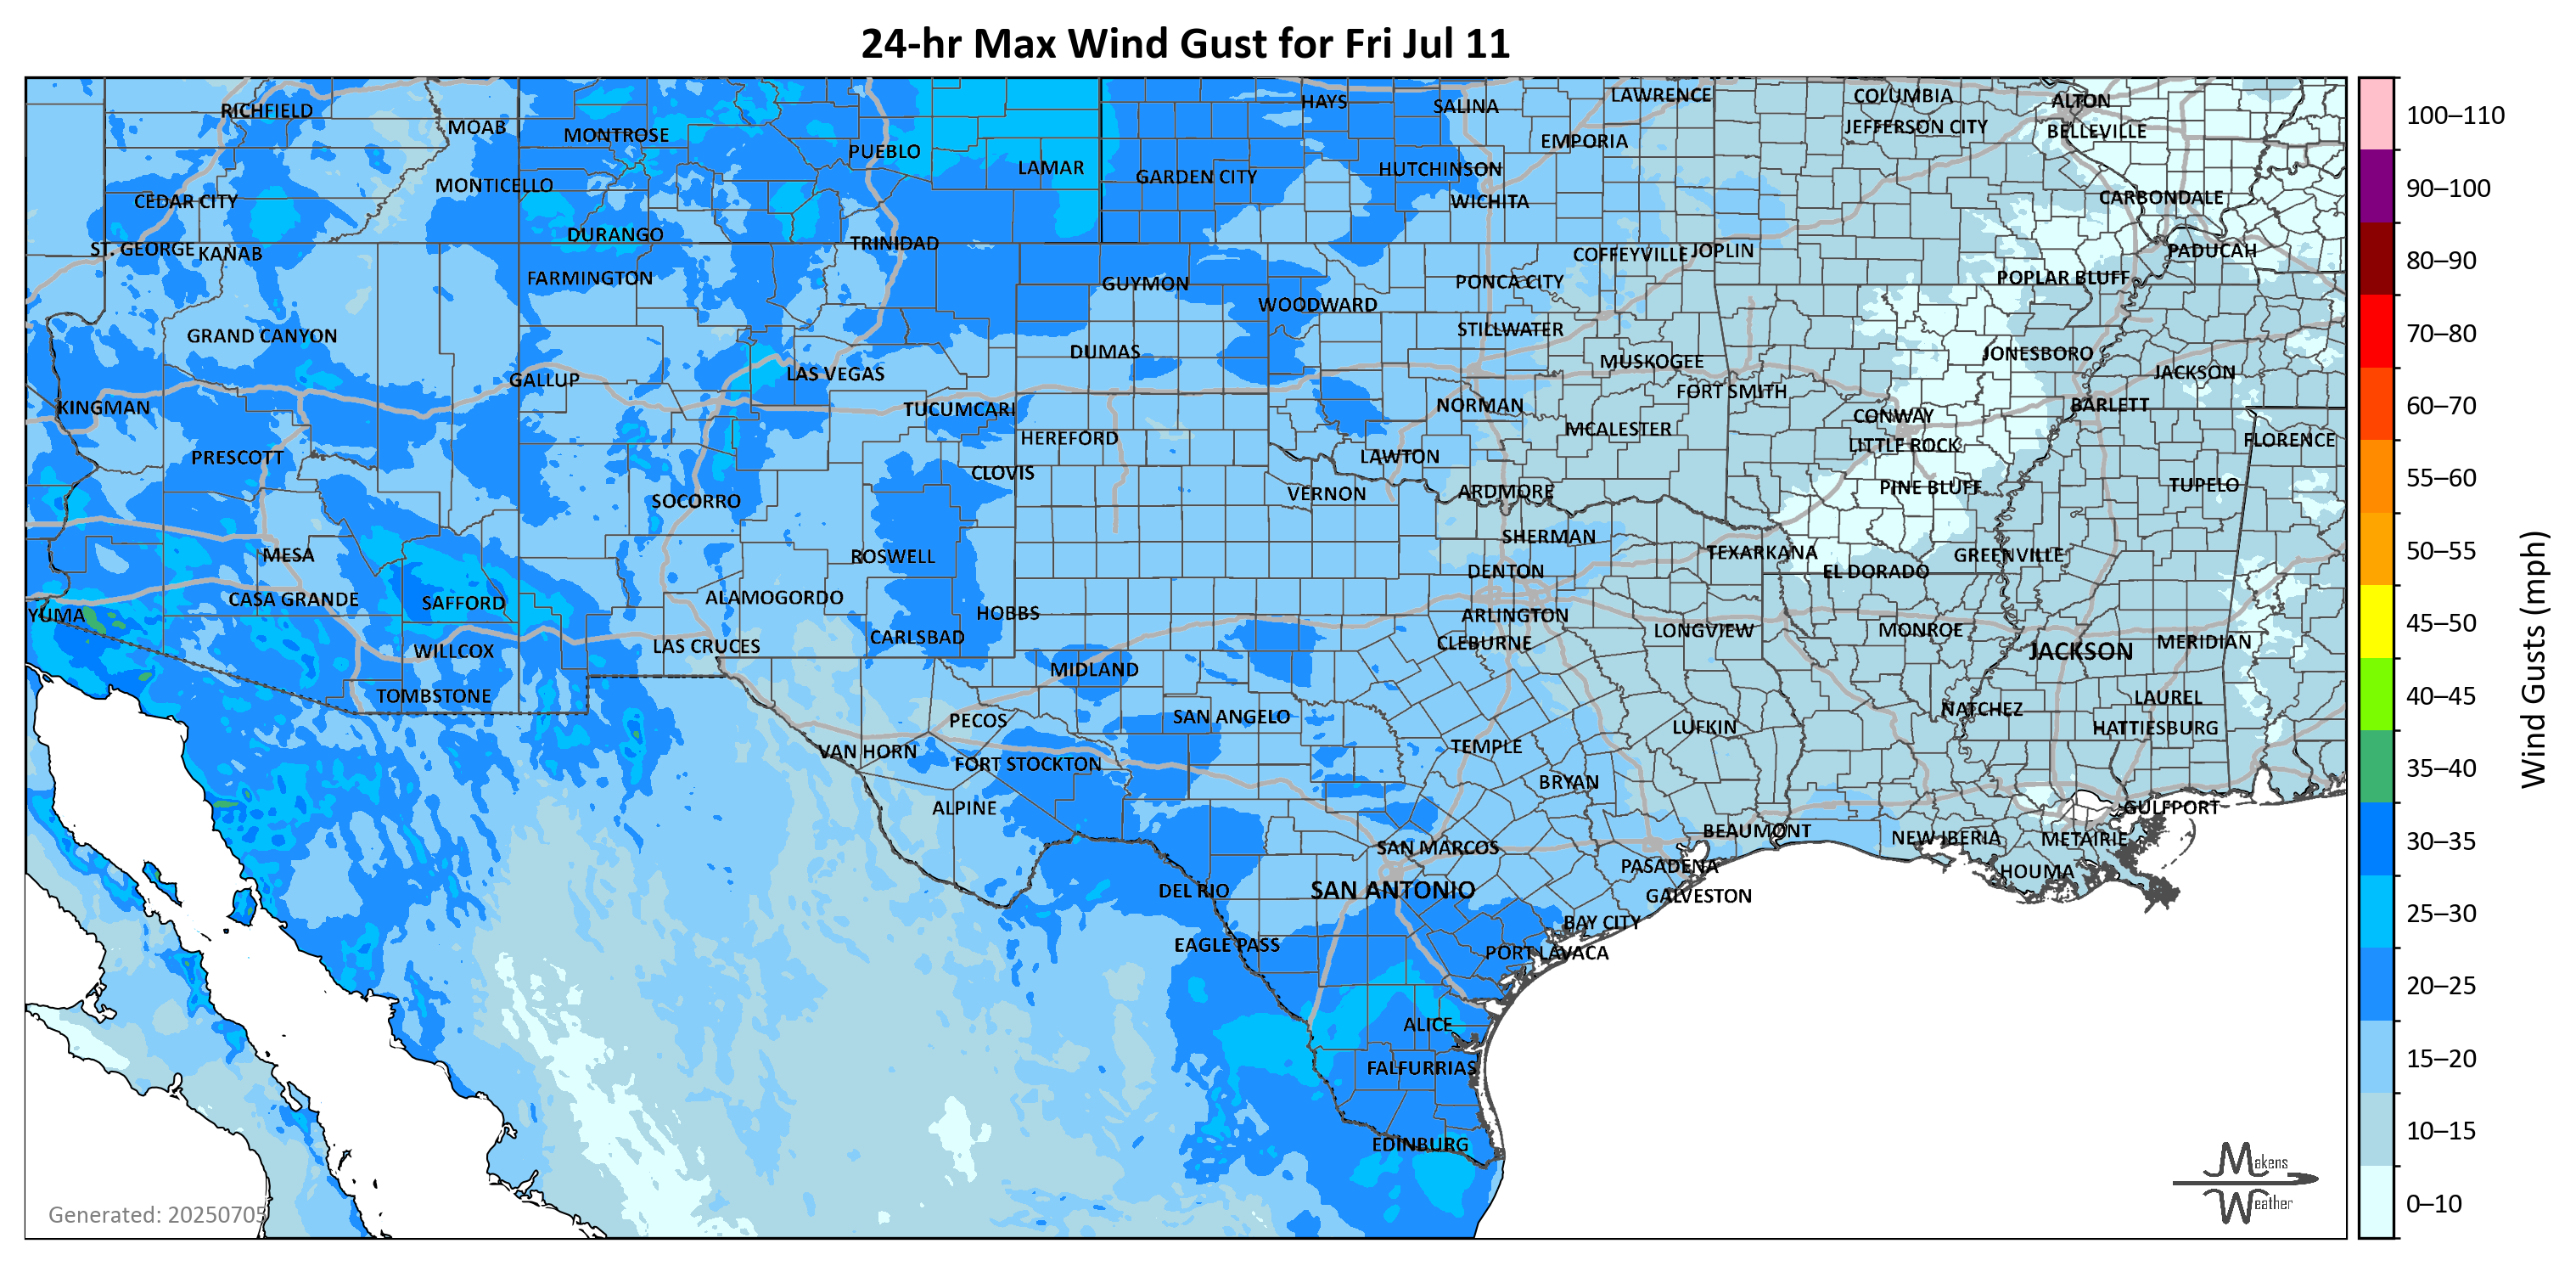 24-hr Max Wind Gust for Fri Jul 11
RICHFIELD
MOAB
MONTROSE
PUEBLO
LAMAR
HAYS
SALINA
LAWRENCE
COLUMBIA
ALTON
JEFFERSON CITY
BELLEVILLE
EMPORIA
HUTCHINSON
GARDEN CITY
MONTICELLO
CEDAR CITY
WICHITA
CARBONDALE
DURANGO
TRINIDAD
ST. GEORGE
KANAB
COFFEYVILLE
JOPLIN
PADUCAH
FARMINGTON
GUYMON
PONCA CITY
POPLAR BLUFF
WOODWARD
GRAND CANYON
STILLWATER
DUMAS
MUSKOGEE
JONESBORO
GALLUP
LAS VEGAS
FORT SMITH
JACKSON
KINGMAN
TUCUMCARI
NORMAN
CONWAY
BARLETT
HEREFORD
MCALESTER
LITTLE ROCK
FLORENCE
PRESCOTT
CLOVIS
LAWTON
SOCORRO
VERNON
ARDMORE
PINE BLUFF
TUPELO
MESA
ROSWELL
SHERMAN
TEXARKANA
GREENVILLE
DENTON
EL DORADO
YUMA
CASA GRANDE
SAFFORD
ALAMOGORDO
HOBBS
ARLINGTON
LAS CRUCES
CARLSBAD
CLEBURNE
LONGVIEW
MONROE
JACKSON
MERIDIAN
WILLCOX
MIDLAND
TOMBSTONE
PECOS
SAN ANGELO
LAUREL
NATCHEZ
HATTIESBURG
LUFKIN
VAN HORN
FORT STOCKTON
TEMPLE
BRYAN
ALPINE
GULFPORT
BEAUMONT
NEW IBERIA
METAIRIE
SAN MARCOS
PASADENA
HOUMA
DEL RIO
SAN ANTONIO
GALVESTON
BAY CITY
EAGLE PASS
PORT LAVACA
ALICE
FALFURRIAS
EDINBURG
Generated: 20250705
Makens
Weather
100–110
90–100
80–90
70–80
60–70
55–60
50–55
45–50
40–45
35–40
30–35
25–30
20–25
15–20
10–15
0–10
Wind Gusts (mph)